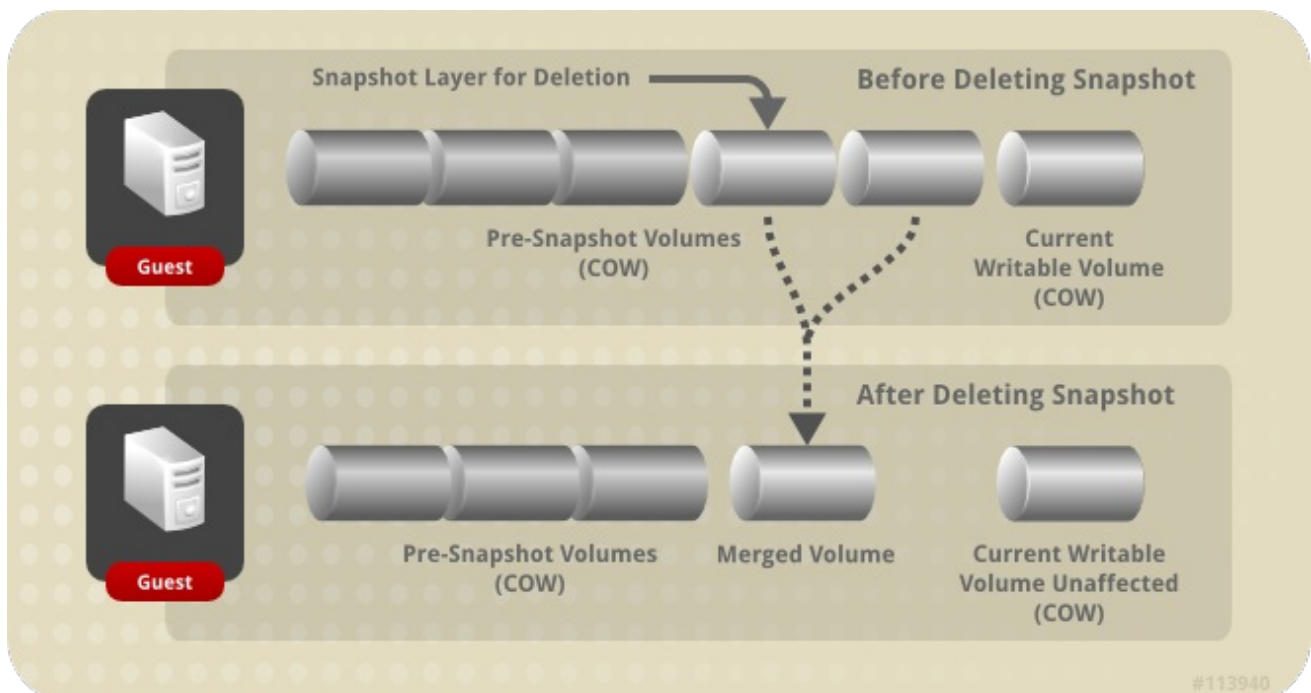 Snapshot Layer for Deletion
Before Deleting Snapshot
Guest
Pre-Snapshot Volumes
(COW)
Current
Writable Volume
(COW)
After Deleting Snapshot
Guest
Pre-Snapshot Volumes
(COW)
Merged Volume
Current Writable
Volume Unaffected
(COW)
#113940